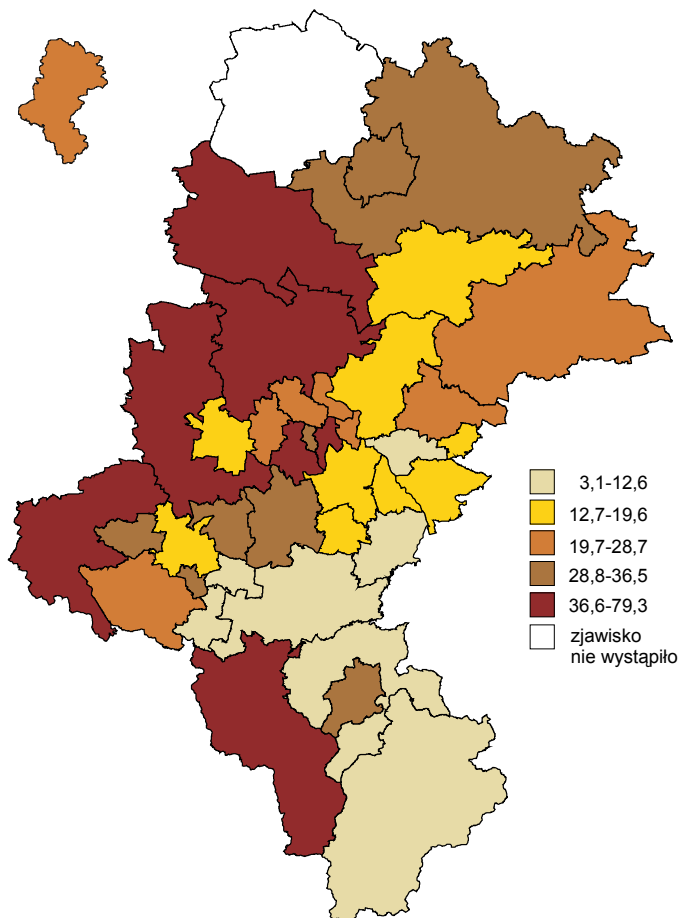 3,1-12,6
12,7-19,6
19,7-28,7
28,8-36,5
36,6-79,3
zjawisko
nie wystąpiło